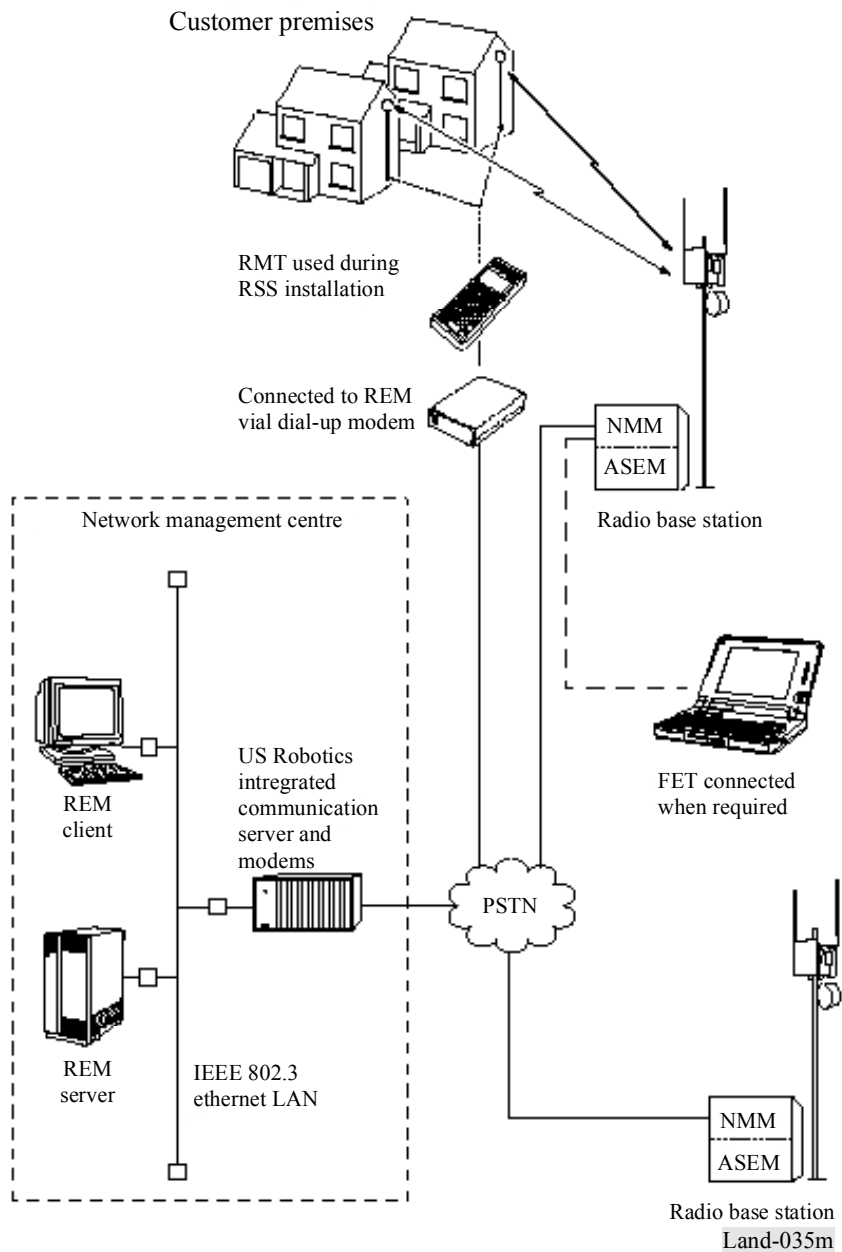 Customer premises
RMT used during
RSS installation
Connected to REM
vial dial-up modem
NMM
ASEM
Radio base station
Network management centre
REM
client
US Robotics
intregrated
communication
server and
modems
FET connected
when required
PSTN
REM
server
IEEE 802.3
ethernet LAN
NMM
ASEM
Radio base station
Land-035m